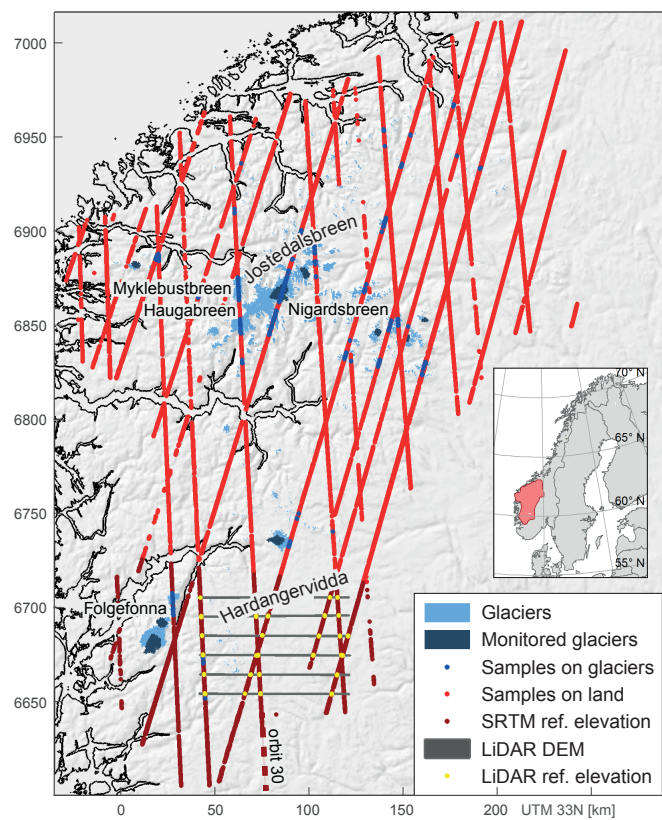 7000
6950
6900
6850
6800
6750
6700
6650
Jostedalsbreen
Myklebustbreen
Haugabreen
Nigardsbreen
70° N
65° N
60° N
55° N
Hardangervidda
Folgefonna
orbit 30
Glaciers
Monitored glaciers
Samples on glaciers
Samples on land
SRTM ref. elevation
LiDAR DEM
LiDAR ref. elevation
0 50 100 150 200 UTM 33N [km]